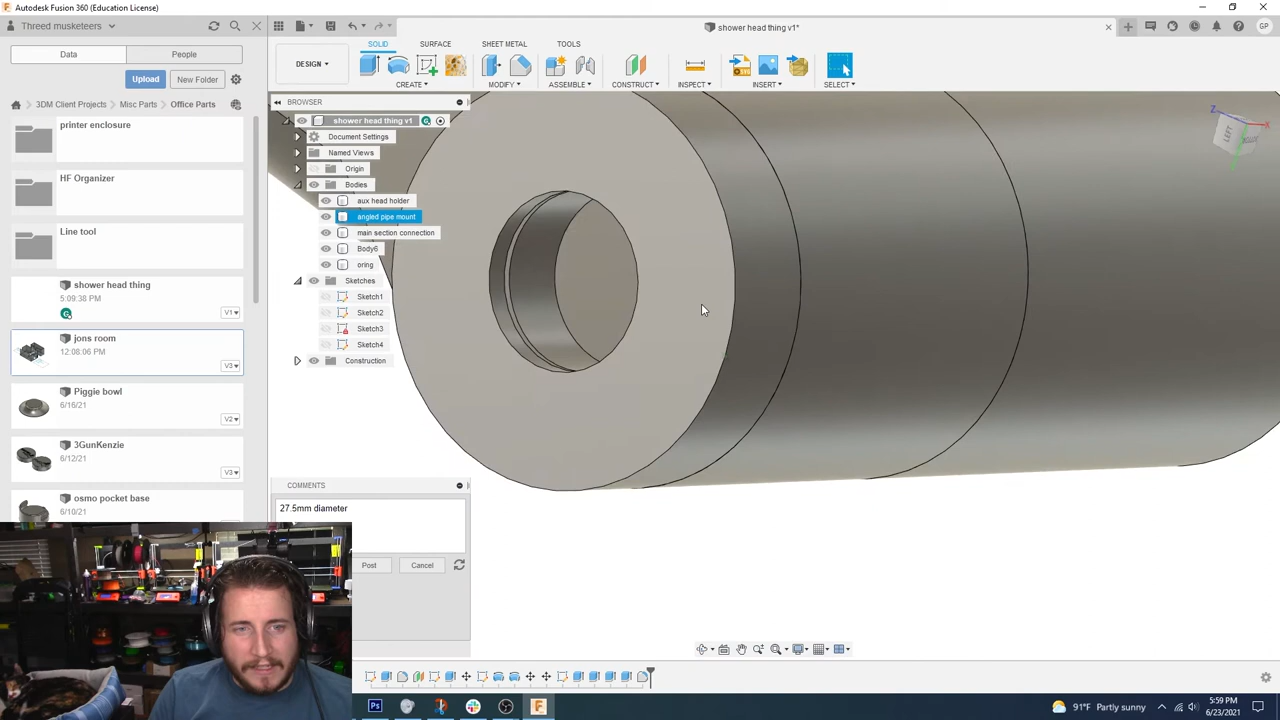 Autodesk Fusion 360 (Education License)
Threed musketeers
shower head thing v1*
GP
Data
People
Upload
New Folder
3DM Client Projects
Misc Parts
Office Parts
printer enclosure
HF Organizer
Line tool
shower head thing
5:09:38 PM
V1
jons room
12:08:06 PM
V3
Piggie bowl
6/16/21
V2
3GunKenzie
6/12/21
V3
osmo pocket base
6/10/21
SOLID
SURFACE
SHEET METAL
TOOLS
DESIGN
CREATE
MODIFY
ASSEMBLE
CONSTRUCT
INSPECT
INSERT
SELECT
BROWSER
shower head thing v1
Document Settings
Named Views
Origin
Bodies
aux head holder
angled pipe mount
main section connection
Body6
oring
Sketches
Sketch1
Sketch2
Sketch3
Sketch4
Construction
Z
X
LEFT
COMMENTS
27.5mm diameter
Post
Cancel
91°F Partly sunny
5:59 PM
6/23/2021